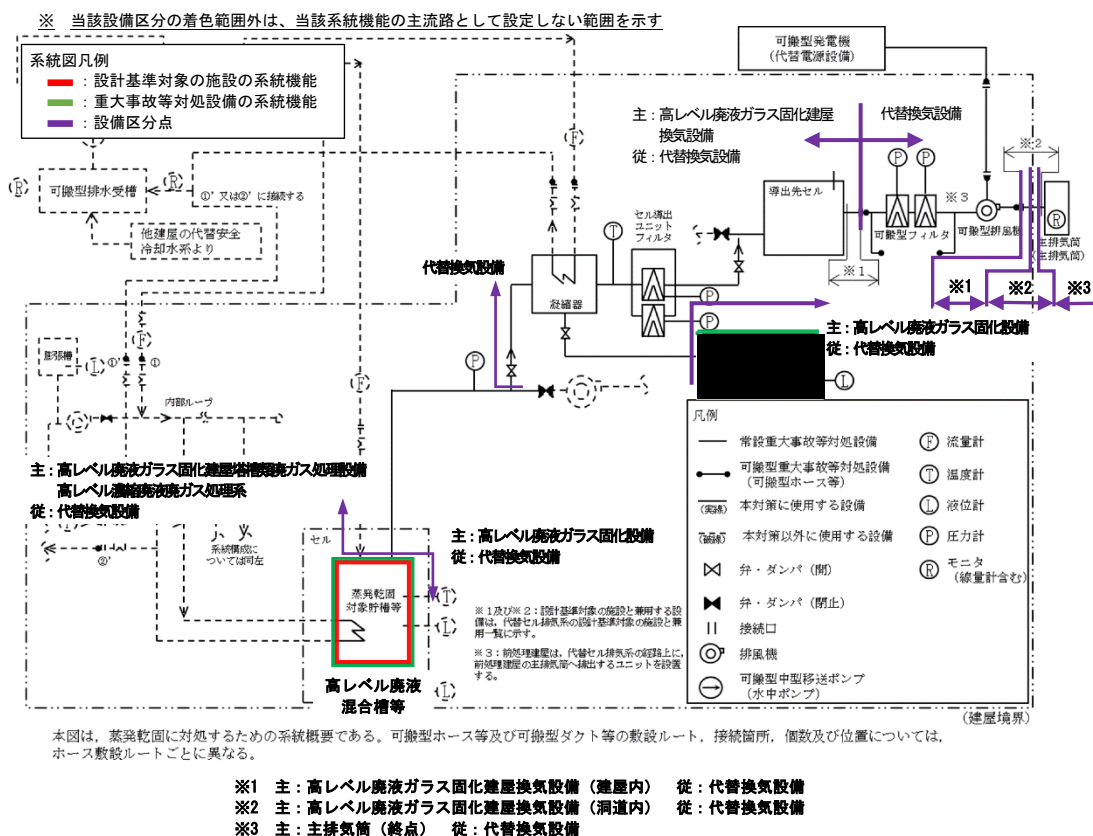 ※ 当該設備区分の着色範囲外は、当該系統機能の主流路として設定しない範囲を示す
系統図凡例
：設計基準対象の施設の系統機能
：重大事故等対処設備の系統機能
：設備区分点
可搬型発電機
(代替電源設備)
主：高レベル廃液ガラス固化建屋
換気設備
従：代替換気設備
代替換気設備
※2
F
R
可搬型排水受槽
R
①'又は②'に接続する
他建屋の代替安全
冷却水系より
導出先セル
P
P
※3
可搬型フィルタ
可搬型排風機
R
主排気筒
(主排気筒)
※1
セル導出
ユニット
フィルタ
T
代替換気設備
凝縮器
P
P
※1
※2
※3
主：高レベル廃液ガラス固化設備
従：代替換気設備
膨張槽
L
①'
①
F
F
P
L
内部ループ
主：高レベル廃液ガラス固化建屋塔槽類廃ガス処理設備
高レベル濃縮廃液廃ガス処理系
従：代替換気設備
系統構成に
ついては同左
②'
セル
主：高レベル廃液ガラス固化設備
従：代替換気設備
蒸発乾固
対象貯槽等
T
L
L
高レベル廃液
混合槽等
※1及び※2：設計基準対象の施設と兼用する設
備は，代替セル排気系の設計基準対象の施設と兼
用一覧に示す。
※3：前処理建屋は，代替セル排気系の経路上に，
前処理建屋の主排気筒へ排出するユニットを設置
する。
凡例
常設重大事故等対処設備
可搬型重大事故等対処設備
(可搬型ホース等)
(実線) 本対策に使用する設備
(破線) 本対策以外に使用する設備
弁・ダンパ（開）
弁・ダンパ（閉止）
接続口
排風機
可搬型中型移送ポンプ
(水中ポンプ)
F 流量計
T 温度計
L 液位計
P 圧力計
R モニタ
(線量計含む)
(建屋境界)
本図は，蒸発乾固に対処するための系統概要である。可搬型ホース等及び可搬型ダクト等の敷設ルート，接続箇所，個数及び位置については，
ホース敷設ルートごとに異なる。
※1 主：高レベル廃液ガラス固化建屋換気設備（建屋内） 従：代替換気設備
※2 主：高レベル廃液ガラス固化建屋換気設備（洞道内） 従：代替換気設備
※3 主：主排気筒（終点） 従：代替換気設備